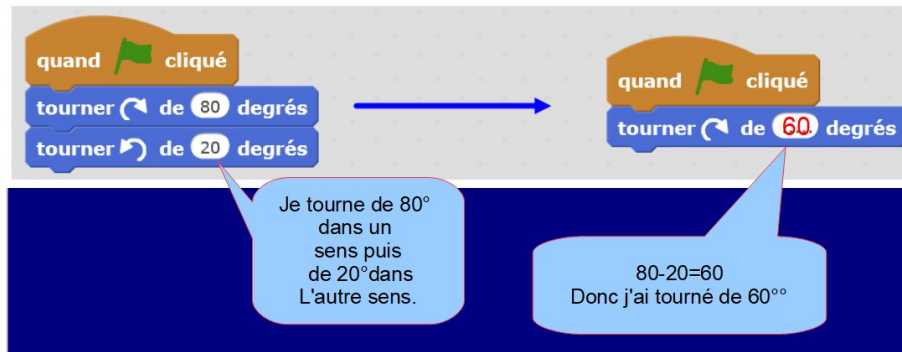 quand cliqué
tourner de 80 degrés
tourner de 20 degrés
quand cliqué
tourner de 60 degrés
Je tourne de 80°
dans un
sens puis
de 20°dans
L'autre sens.
80-20=60
Donc j'ai tourné de 60°°